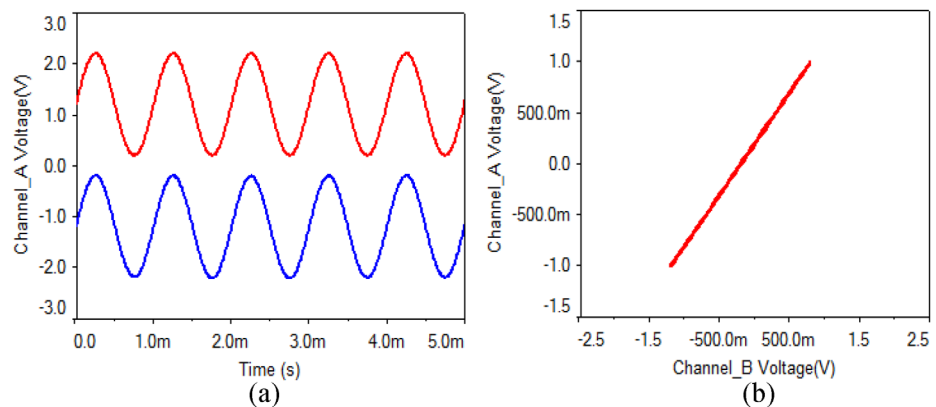 3.0
2.0
1.0
0.0
-1.0
-2.0
-3.0
Channel_A Voltage(V)
0.0 1.0m 2.0m 3.0m 4.0m 5.0m
Time (s)
(a)
1.5
1.0
500.0m
0.0
-500.0m
-1.0
-1.5
Channel_A Voltage(V)
-2.5 -1.5 -500.0m 500.0m 1.5 2.5
Channel_B Voltage(V)
(b)